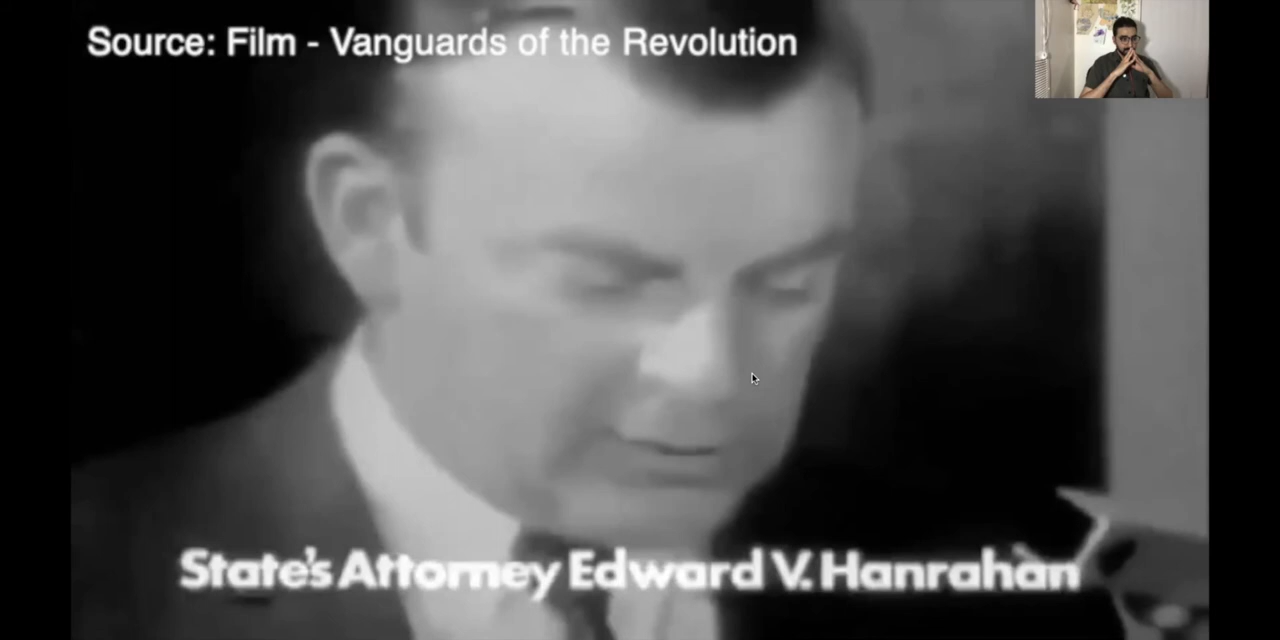 Source: Film - Vanguards of the Revolution
State's Attorney Edward V. Hanrahan